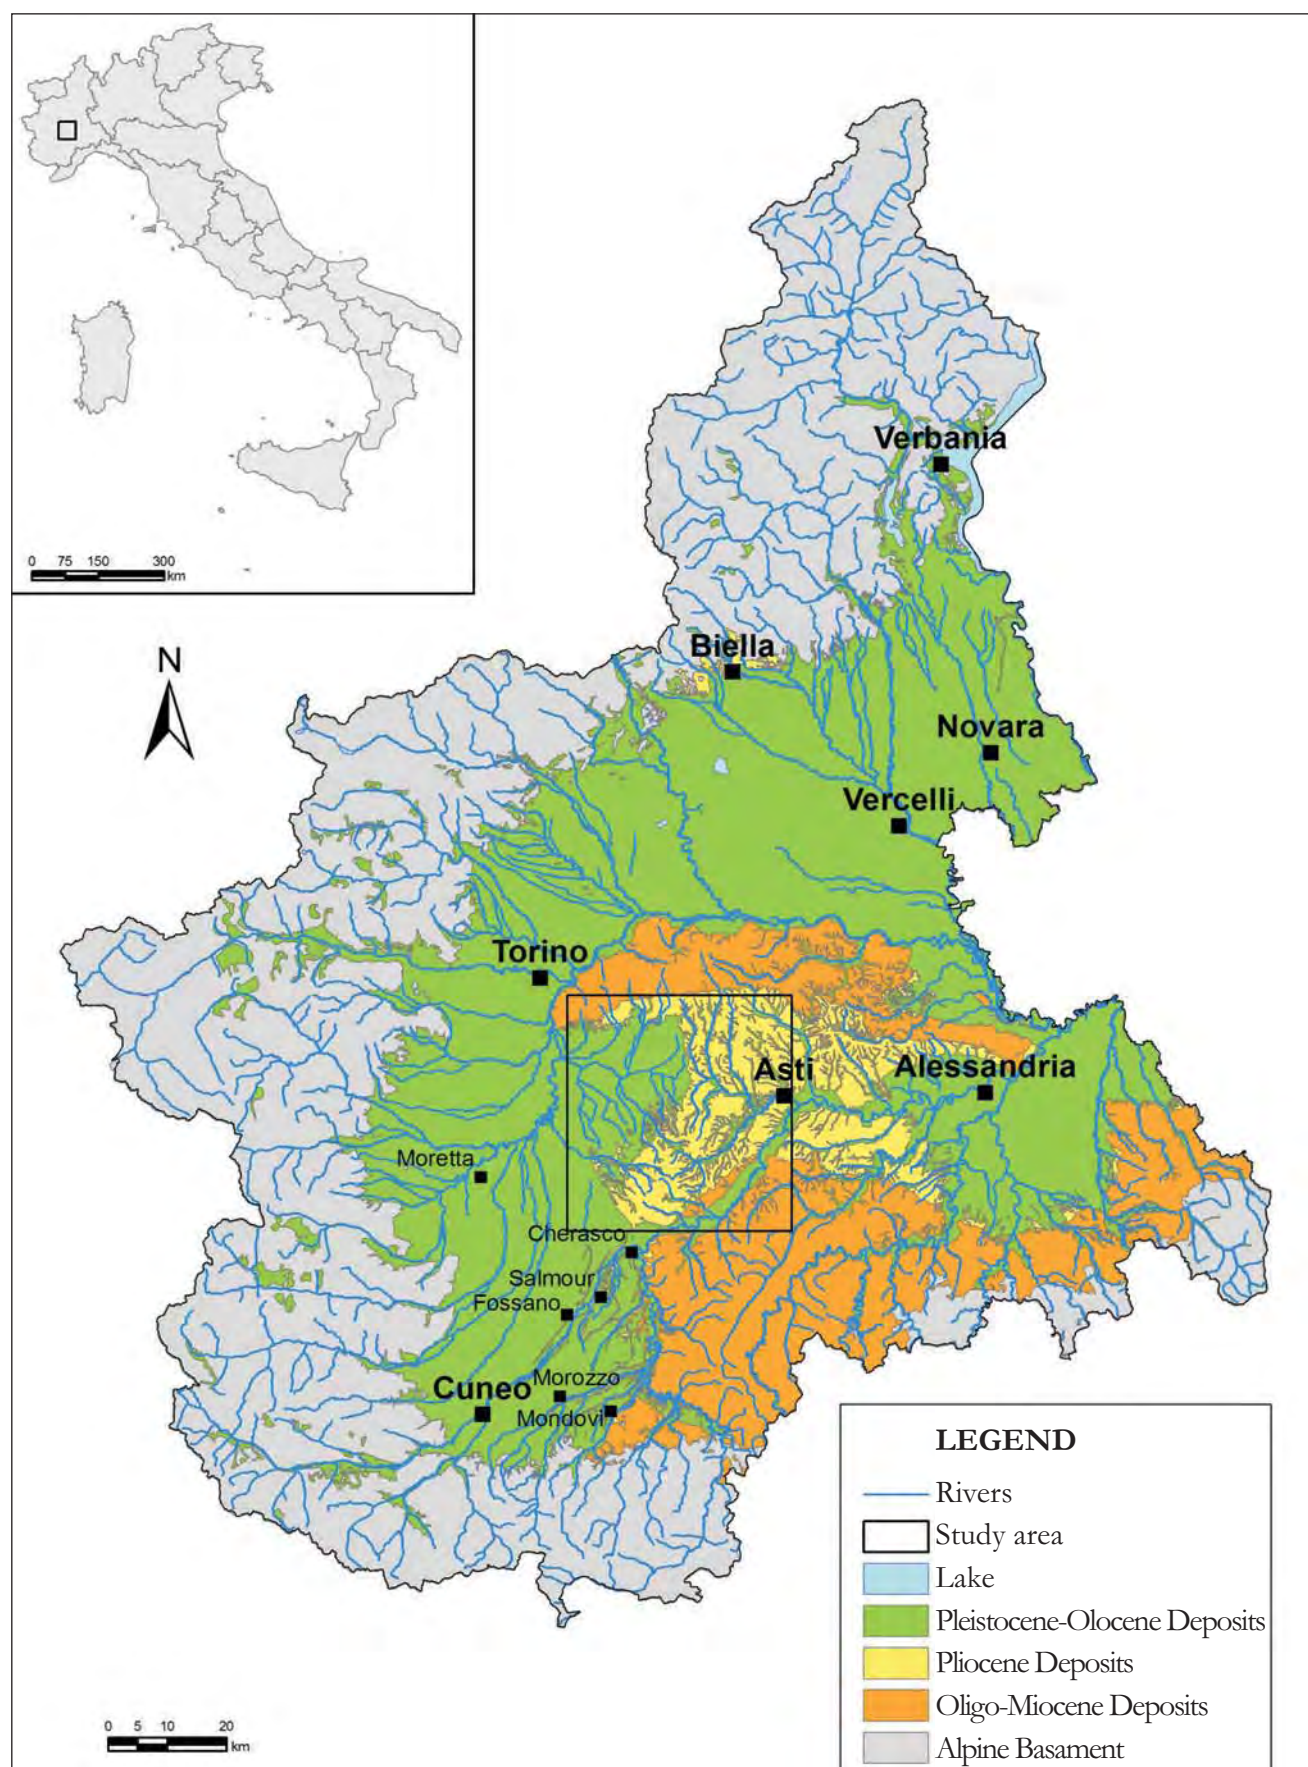 0 75 150 300
km
N
Verbania
Biella
Novara
Vercelli
Torino
Asti
Alessandria
Moretta
Cherasco
Salmour
Fossano
Morozzo
Cuneo
Mondovì
LEGEND
Rivers
Study area
Lake
Pleistocene-Olocene Deposits
Pliocene Deposits
Oligo-Miocene Deposits
Alpine Basament
0 5 10 20
km